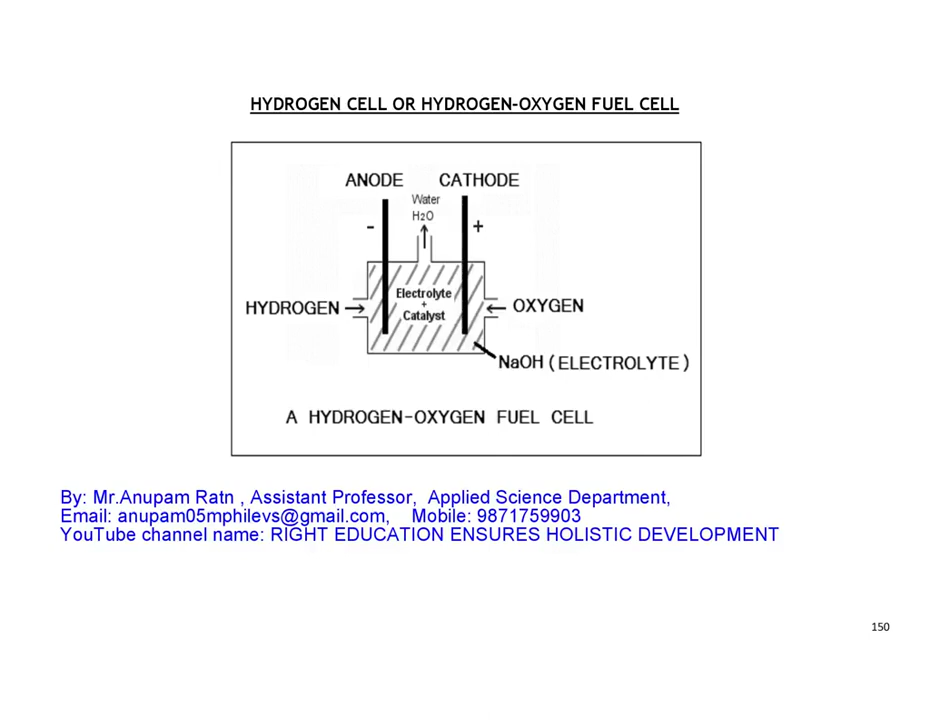 HYDROGEN CELL OR HYDROGEN-OXYGEN FUEL CELL
ANODE CATHODE
Water
H2O
- +
Electrolyte
+
Catalyst
HYDROGEN → ← OXYGEN
NaOH (ELECTROLYTE)
A HYDROGEN-OXYGEN FUEL CELL
By: Mr.Anupam Ratn , Assistant Professor, Applied Science Department,
Email: anupam05mphilevs@gmail.com, Mobile: 9871759903
YouTube channel name: RIGHT EDUCATION ENSURES HOLISTIC DEVELOPMENT
150